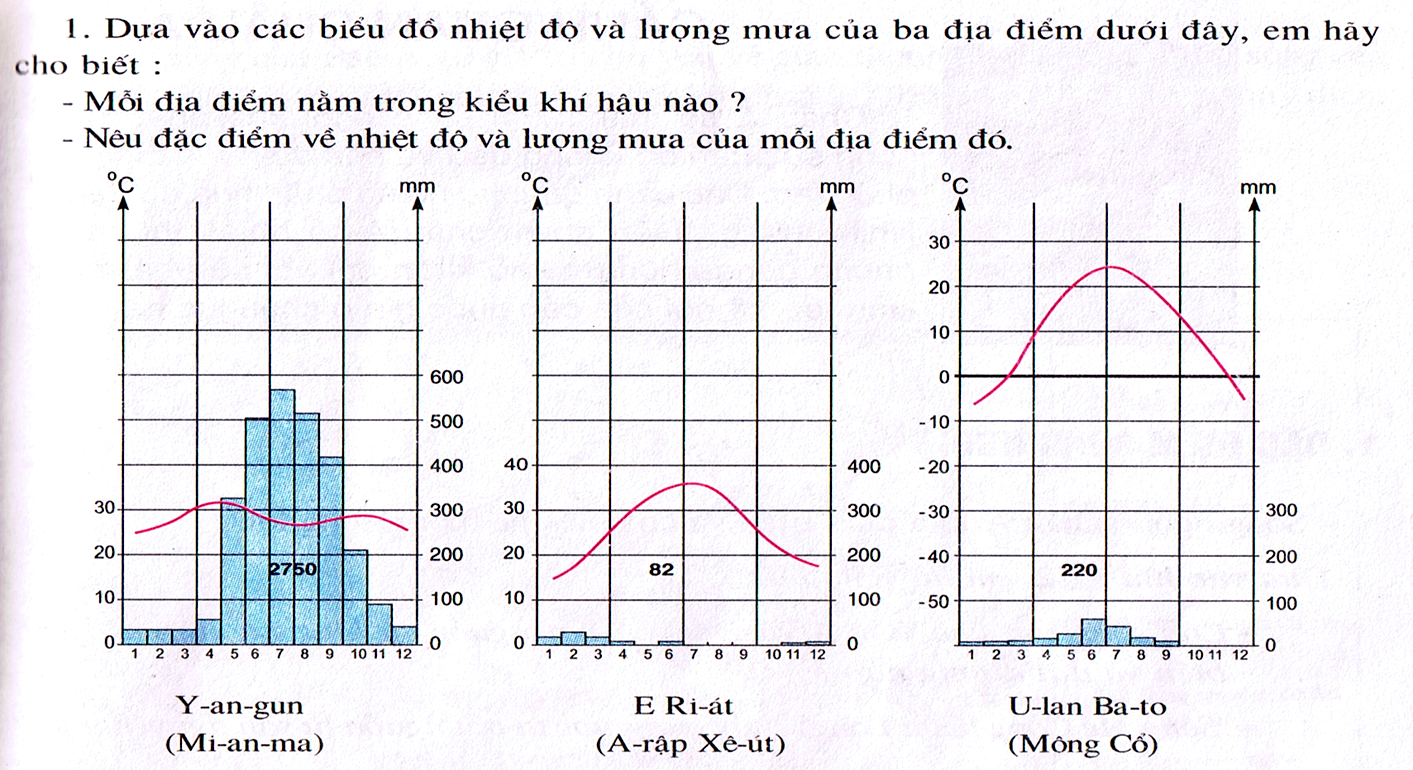 1. Dựa vào các biểu đồ nhiệt độ và lượng mưa của ba địa điểm dưới đây, em hãy
cho biết :
- Mỗi địa điểm nằm trong kiểu khí hậu nào ?
- Nêu đặc điểm về nhiệt độ và lượng mưa của mỗi địa điểm đó.
°C mm °C mm °C mm
30
20
10
0
600
500
400
300
200
100
0
2750
1 2 3 4 5 6 7 8 9 10 11 12
Y-an-gun
(Mi-an-ma)
40
30
20
10
0
400
300
200
100
0
82
1 2 3 4 5 6 7 8 9 10 11 12
E Ri-át
(A-rập Xê-út)
30
20
10
0
-10
-20
-30
-40
-50
300
200
100
0
220
1 2 3 4 5 6 7 8 9 10 11 12
U-lan Ba-to
(Mông Cổ)